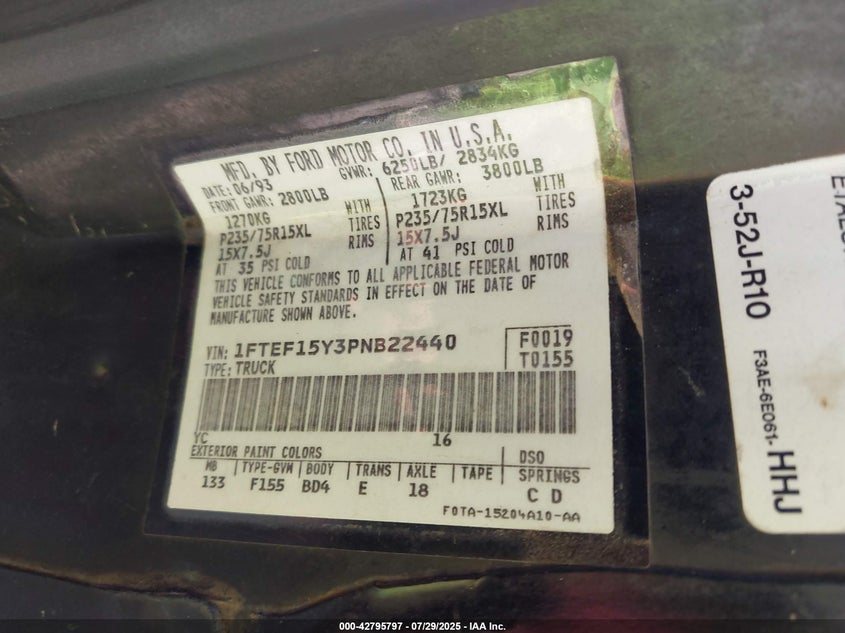 MFD. BY FORD MOTOR CO. IN U.S.A.
DATE: 06/93 GVWR: 6250LB/ 2834KG
FRONT GAWR: 2800LB REAR GAWR: 3800LB
1270KG WITH 1723KG WITH
P235/75R15XL TIRES P235/75R15XL TIRES
15X7.5J RIMS 15X7.5J RIMS
AT 35 PSI COLD AT 41 PSI COLD
THIS VEHICLE CONFORMS TO ALL APPLICABLE FEDERAL MOTOR
VEHICLE SAFETY STANDARDS IN EFFECT ON THE DATE OF
MANUFACTURE SHOWN ABOVE.
VIN: 1FTEF15Y3PNB22440 F0019
TYPE: TRUCK T0155
YC 16
EXTERIOR PAINT COLORS DSO
WB TYPE-GVW BODY TRANS AXLE TAPE SPRINGS
133 F155 BD4 E 18 C D
F0TA-15204A10-AA
3-52J-R10
F3AE-6E061-HHJ
000-42795797 - 07/29/2025 - IAA Inc.